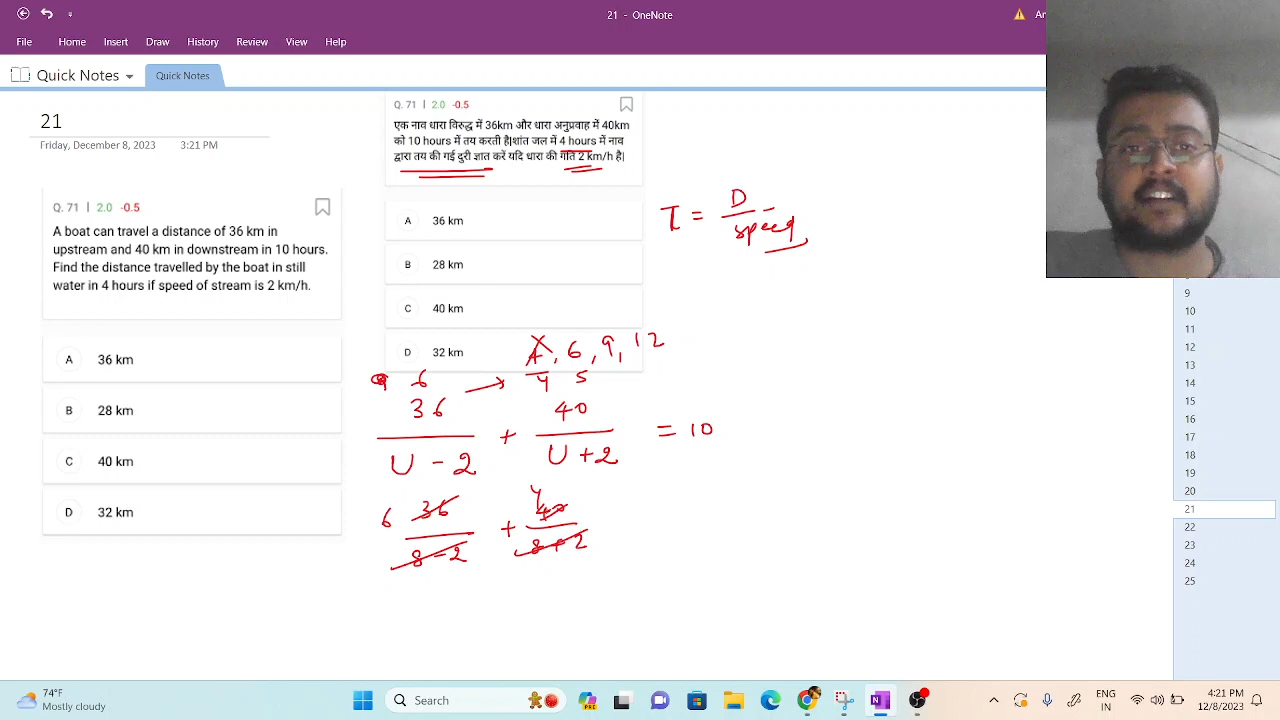 21 - OneNote
File Home Insert Draw History Review View Help
Quick Notes
Quick Notes
21
Friday, December 8, 2023 3:21 PM
Q. 71 | 2.0 -0.5
A boat can travel a distance of 36 km in
upstream and 40 km in downstream in 10 hours.
Find the distance travelled by the boat in still
water in 4 hours if speed of stream is 2 km/h.
A 36 km
B 28 km
C 40 km
D 32 km
Q. 71 | 2.0 -0.5
एक नाव धारा विरुद्ध में 36km और धारा अनुप्रवाह में 40km
को 10 hours में तय करती है|शांत जल में 4 hours में नाव
द्वारा तय की गई दुरी ज्ञात करें यदि धारा की गति 2 km/h है|
A 36 km
B 28 km
C 40 km
D 32 km
T = D / speed
4, 6, 9, 12
6 4 5
36 / U - 2 + 40 / U + 2 = 10
6 36 / 8 - 2 + 4 40 / 8 + 2
9
10
11
12
13
14
15
16
17
18
19
20
21
22
23
24
25
74°F
Mostly cloudy
Search
ENG
IN
4:21 PM
12/8/2023